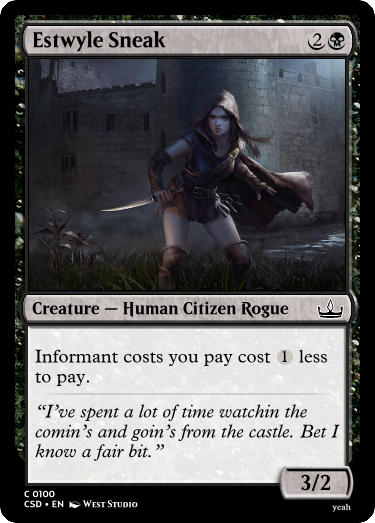 Estwyle Sneak 2
Creature — Human Citizen Rogue
Informant costs you pay cost 1 less
to pay.
“I've spent a lot of time watchin the
comin's and goin's from the castle. Bet I
know a fair bit.”
3/2
C 0100
CSD • EN West Studio
yeah